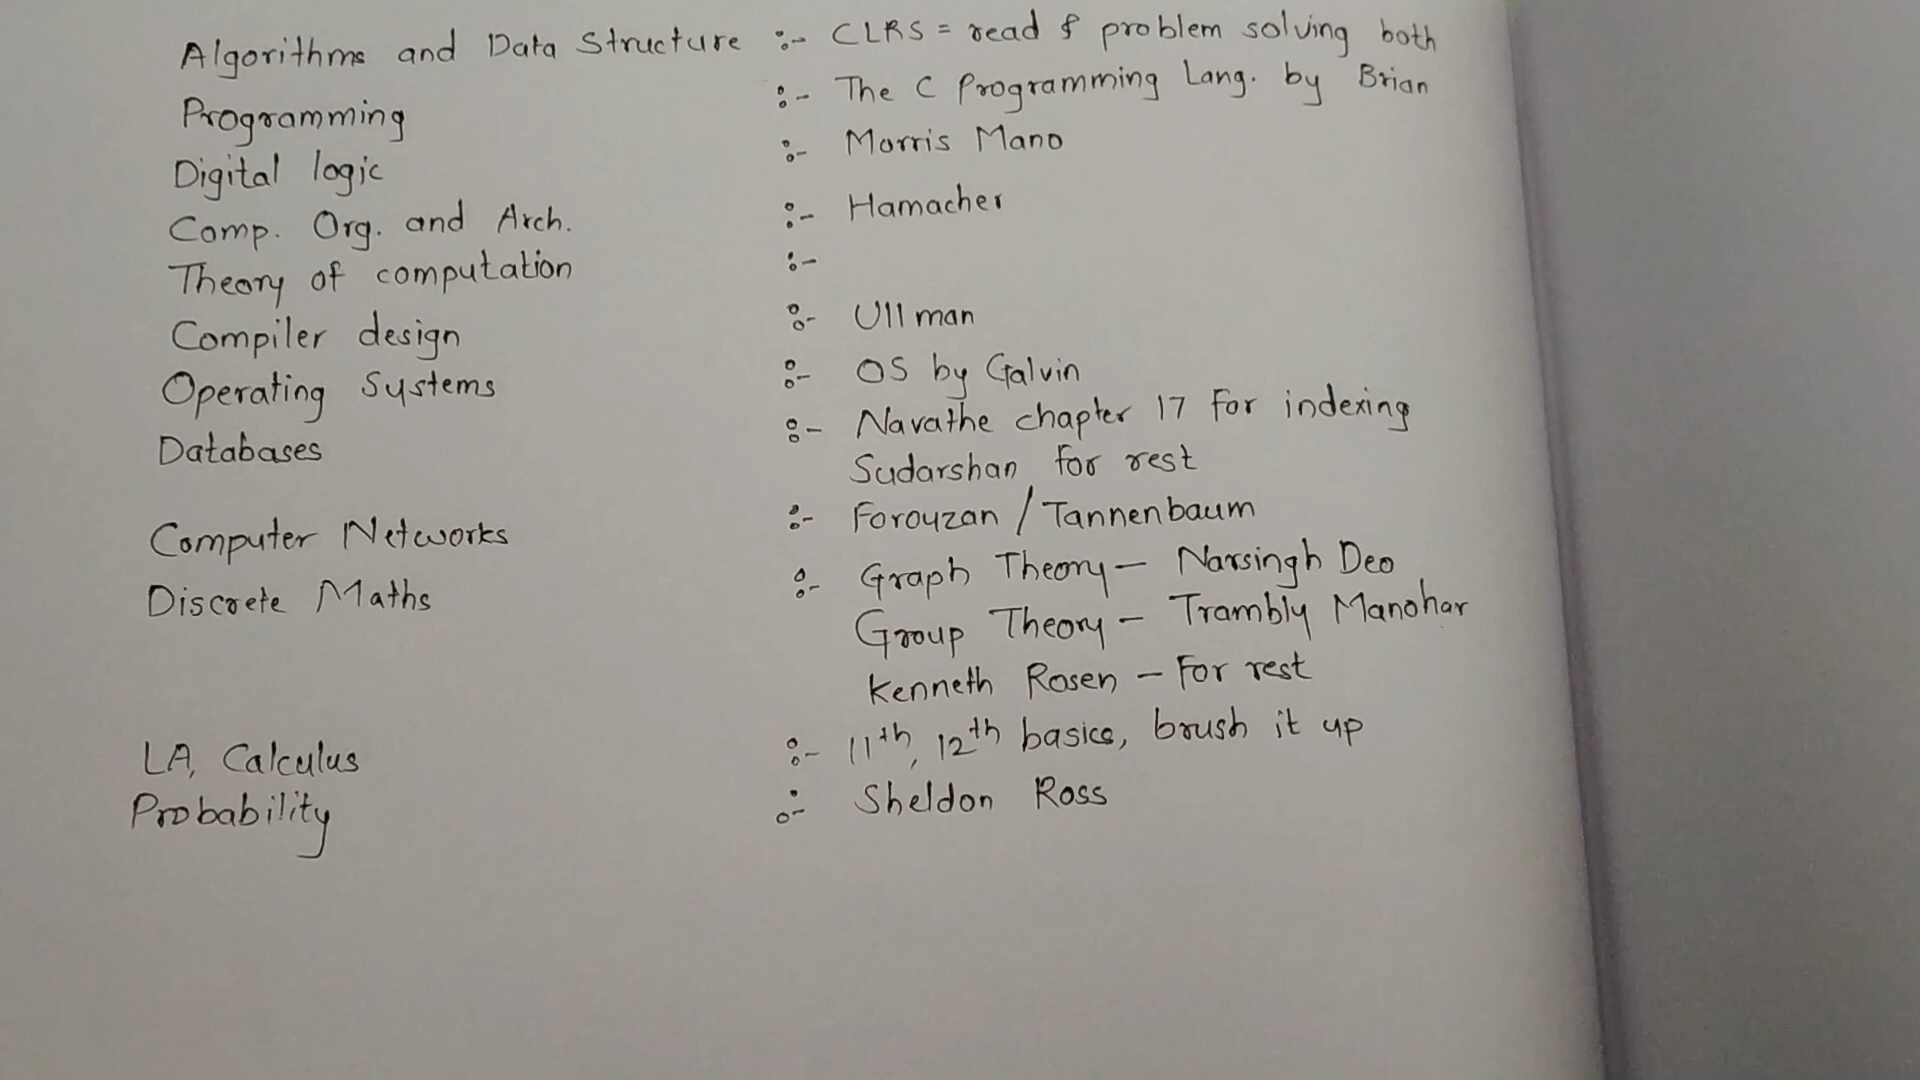 Algorithms and Data Structure :- CLRS = read & problem solving both
Programming :- The C Programming Lang. by Brian
Digital logic :- Morris Mano
Comp. Org. and Arch. :- Hamacher
Theory of computation :-
Compiler design :- Ullman
Operating Systems :- OS by Galvin
Databases :- Navathe chapter 17 for indexing
Sudarshan for rest
Computer Networks :- Forouzan / Tannenbaum
Discrete Maths :- Graph Theory - Narsingh Deo
Group Theory - Trambly Manohar
Kenneth Rosen - For rest
LA, Calculus :- 11th, 12th basics, brush it up
Probability :- Sheldon Ross